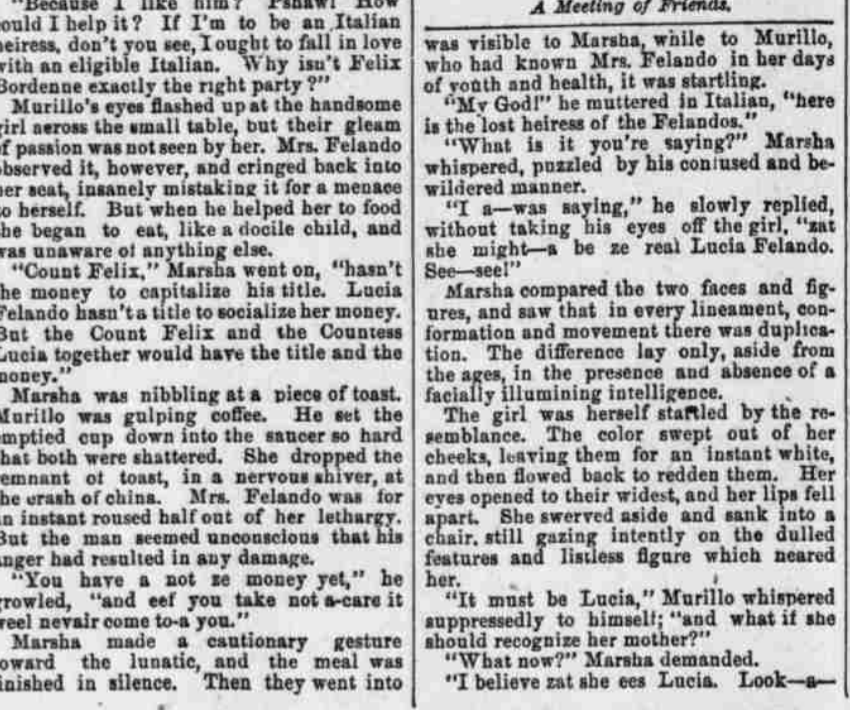 "Because I like him? Pshaw! How
ould I help it? If I'm to be an Italian
eiress, don't you see, I ought to fall in love
with an eligible Italian. Why isn't Felix
Bordenne exactly the right party?"
Murillo's eyes flashed up at the handsome
girl across the small table, but their gleam
of passion was not seen by her. Mrs. Felando
observed it, however, and cringed back into
er seat, insanely mistaking it for a menace
to herself. But when he helped her to food
she began to eat, like a docile child, and
was unaware of anything else.
"Count Felix," Marsha went on, "hasn't
the money to capitalize his title. Lucia
Felando hasn't a title to socialize her money.
But the Count Felix and the Countess
Lucia together would have the title and the
money."
Marsha was nibbling at a piece of toast.
Murillo was gulping coffee. He set the
emptied cup down into the saucer so hard
that both were shattered. She dropped the
remnant of toast, in a nervous shiver, at
the crash of china. Mrs. Felando was for
an instant roused half out of her lethargy.
But the man seemed unconscious that his
anger had resulted in any damage.
"You have a not ze money yet," he
growled, "and eef you take not a-care it
veel nevair come to-a you."
Marsha made a cautionary gesture
toward the lunatic, and the meal was
finished in silence. Then they went into
A Meeting of Friends.
was visible to Marsha, while to Murillo,
who had known Mrs. Felando in her days
of youth and health, it was startling.
"My God!" he muttered in Italian, "here
is the lost heiress of the Felandos."
"What is it you're saying?" Marsha
whispered, puzzled by his confused and be-
wildered manner.
"I a—was saying," he slowly replied,
without taking his eyes off the girl, "zat
she might—a be ze real Lucia Felando.
See—see!"
Marsha compared the two faces and fig-
ures, and saw that in every lineament, con-
formation and movement there was duplica-
tion. The difference lay only, aside from
the ages, in the presence and absence of a
facially illumining intelligence.
The girl was herself startled by the re-
semblance. The color swept out of her
cheeks, leaving them for an instant white,
and then flowed back to redden them. Her
eyes opened to their widest, and her lips fell
apart. She swerved aside and sank into a
chair, still gazing intently on the dulled
features and listless figure which neared
her.
"It must be Lucia," Murillo whispered
suppressedly to himself; "and what if she
should recognize her mother?"
"What now?" Marsha demanded.
"I believe zat she ees Lucia. Look—a—